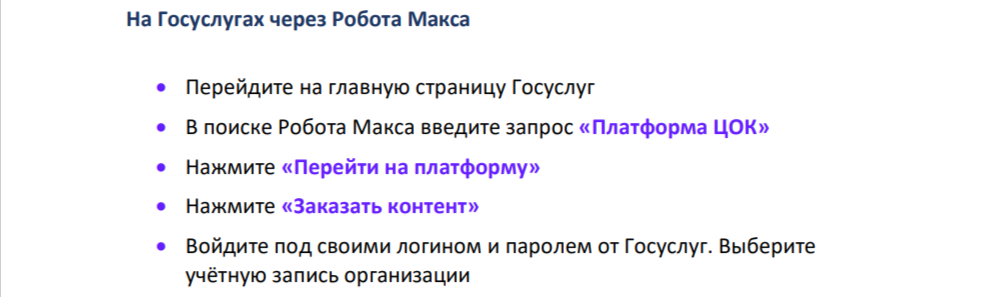 На Госуслугах через Робота Макса
• Перейдите на главную страницу Госуслуг
• В поиске Робота Макса введите запрос «Платформа ЦОК»
• Нажмите «Перейти на платформу»
• Нажмите «Заказать контент»
• Войдите под своими логином и паролем от Госуслуг. Выберите
учётную запись организации